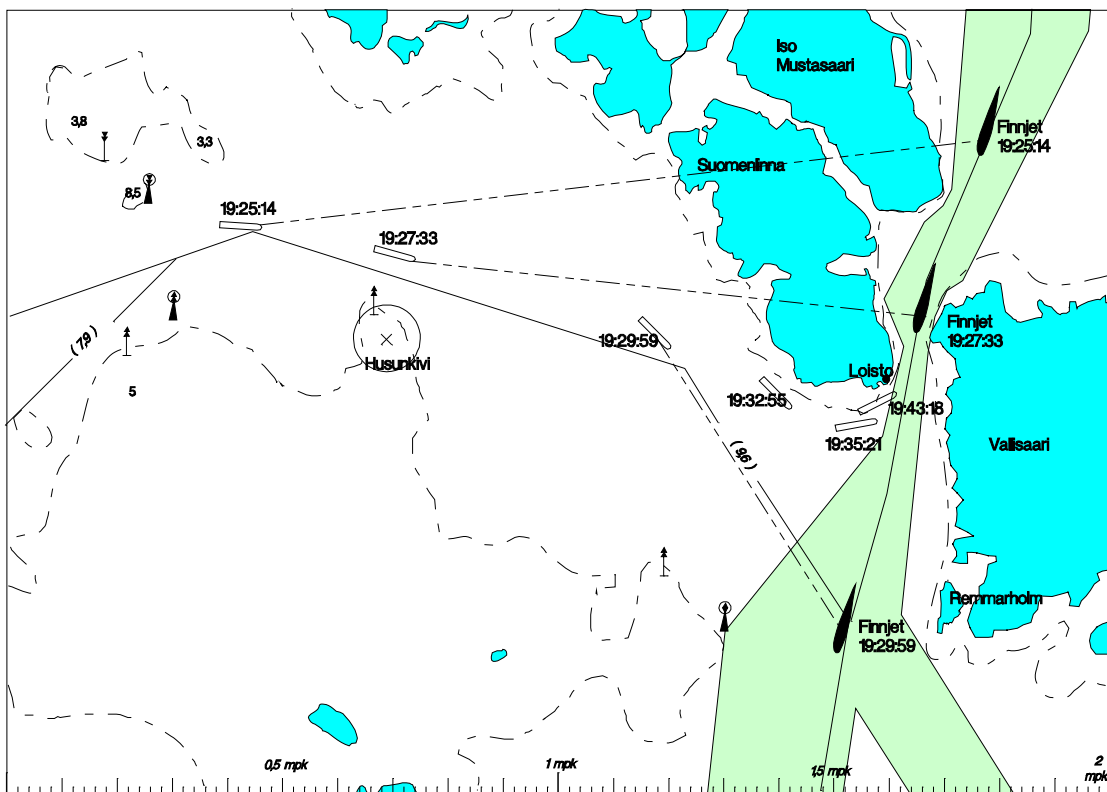 Iso
Mustasaari
3,8
3,3
Finnjet
19:25:14
Suomenlinna
8,5
19:25:14
19:27:33
Finnjet
19:27:33
19:29:59
( 7,9 )
Husunkivi
Loisto
5
19:32:55
19:43:18
19:35:21
Vallisaari
( 9,6 )
Remmarholm
Finnjet
19:29:59
0,5 mpk
1 mpk
1,5 mpk
2
mpk